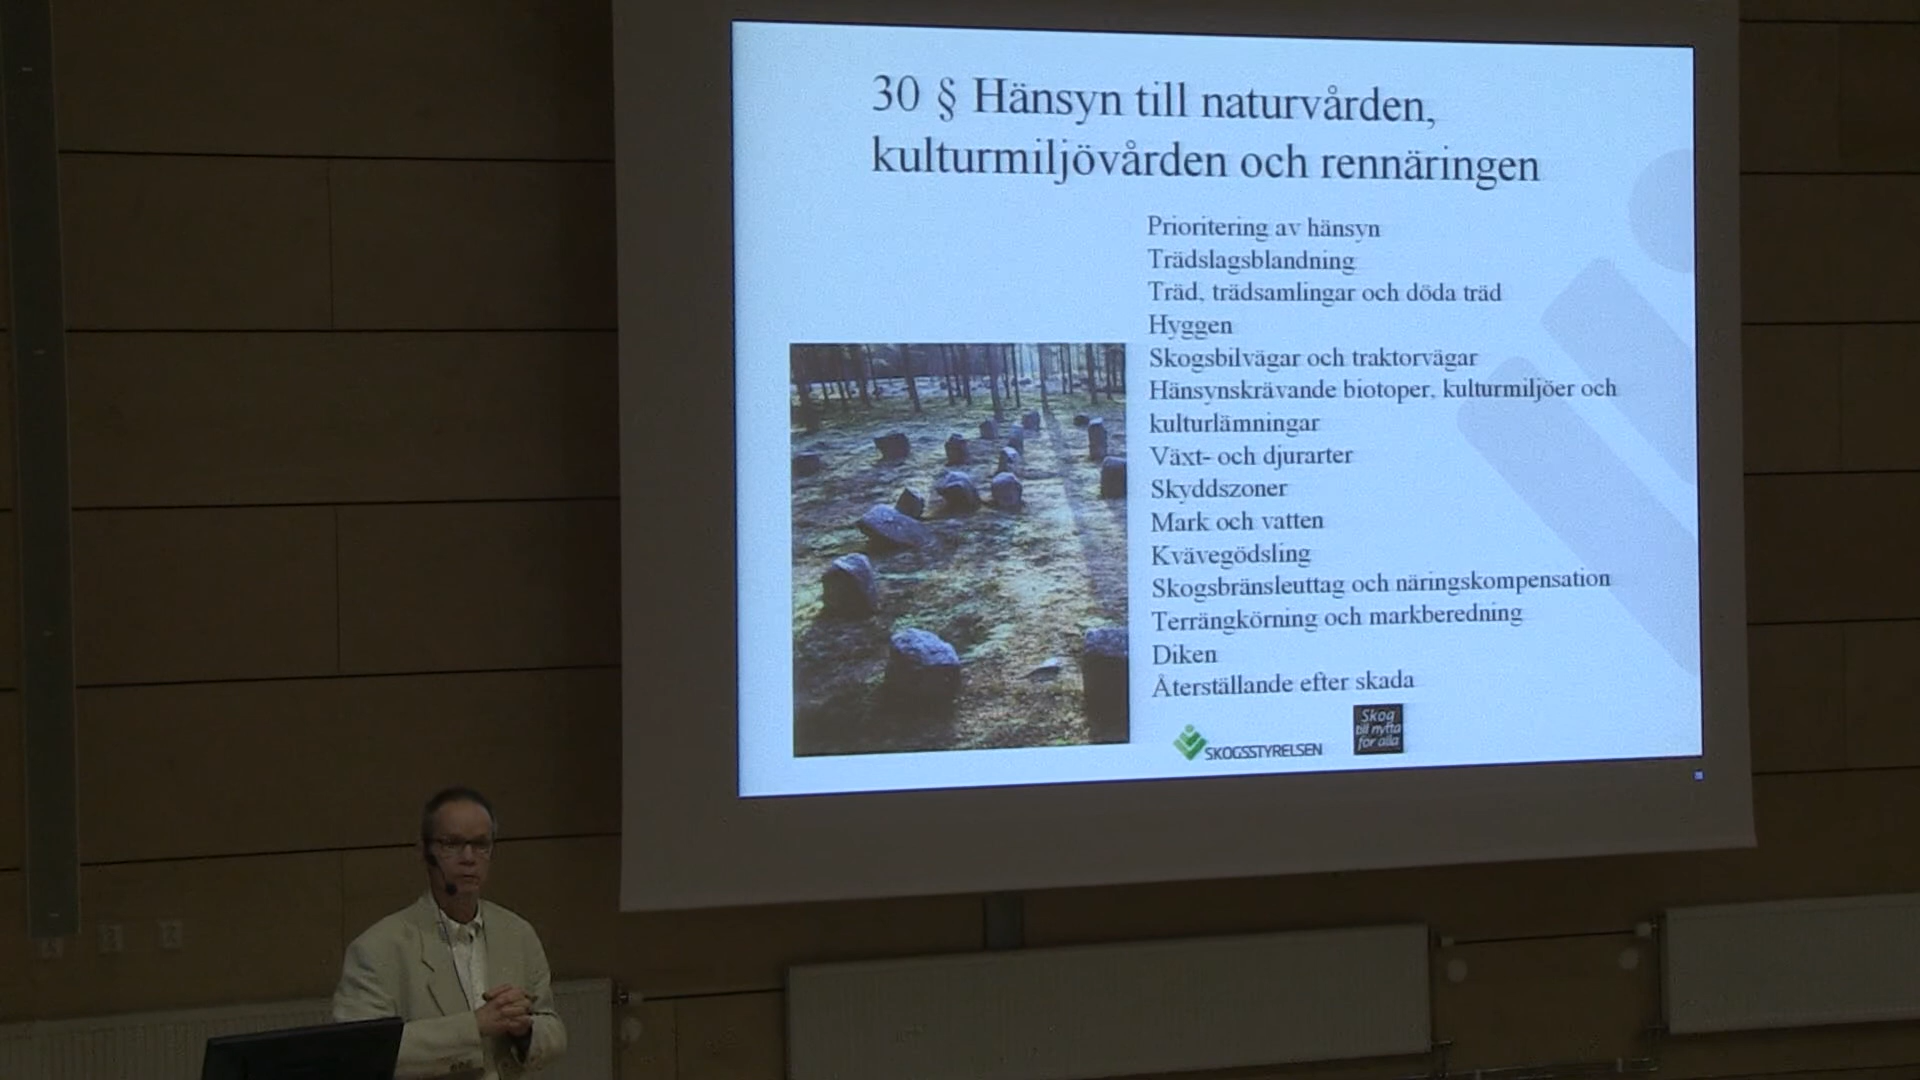 30 § Hänsyn till naturvården,
kulturmiljövården och rennäringen
Prioritering av hänsyn
Trädslagsblandning
Träd, trädsamlingar och döda träd
Hyggen
Skogsbilvägar och traktorvägar
Hänsynskrävande biotoper, kulturmiljöer och
kulturlämningar
Växt- och djurarter
Skyddszoner
Mark och vatten
Kvävegödsling
Skogsbränsleuttag och näringskompensation
Terrängkörning och markberedning
Diken
Återställande efter skada
SKOGSSTYRELSEN
Skog
till nytta
för alla